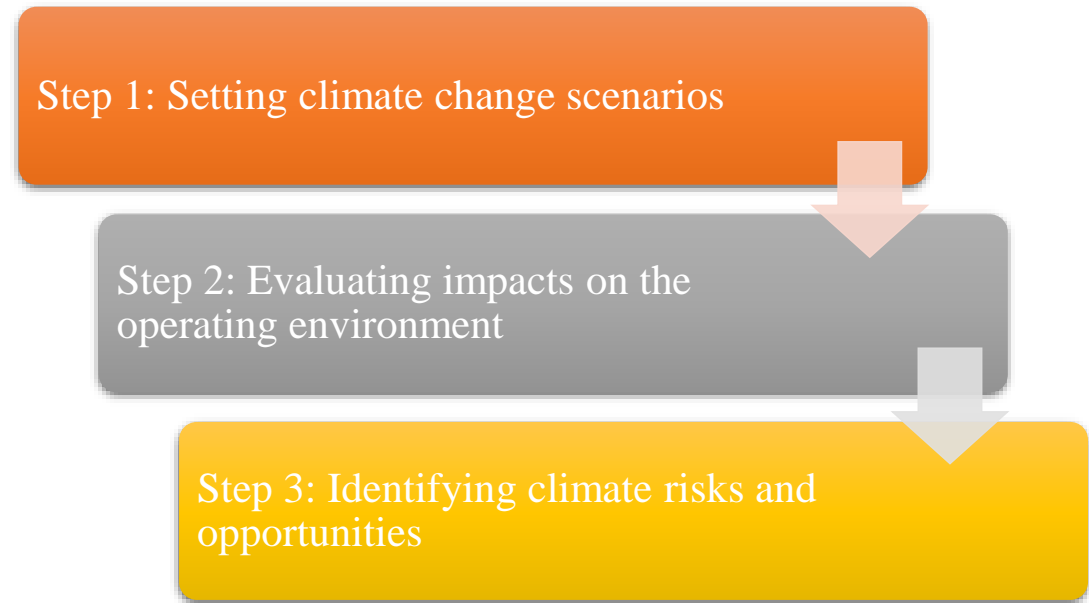 Step 1: Setting climate change scenarios
Step 2: Evaluating impacts on the
operating environment
Step 3: Identifying climate risks and
opportunities